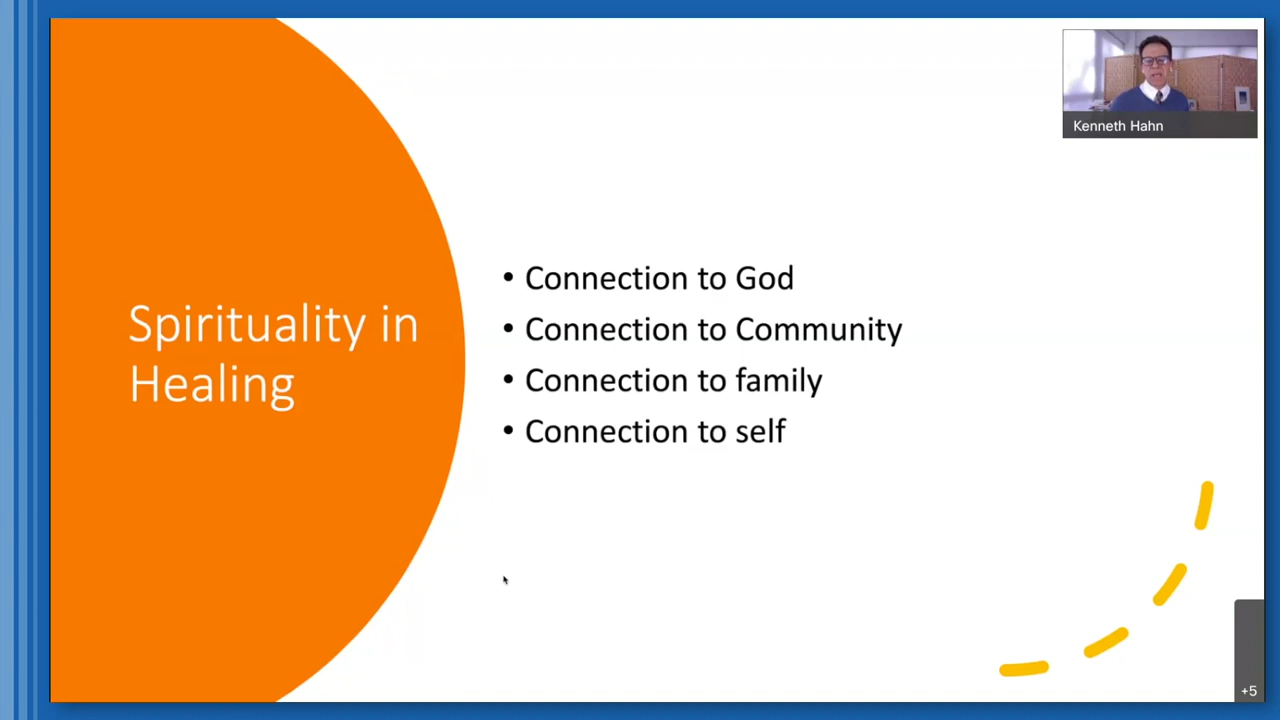 Kenneth Hahn
Spirituality in
Healing
• Connection to God
• Connection to Community
• Connection to family
• Connection to self
+5